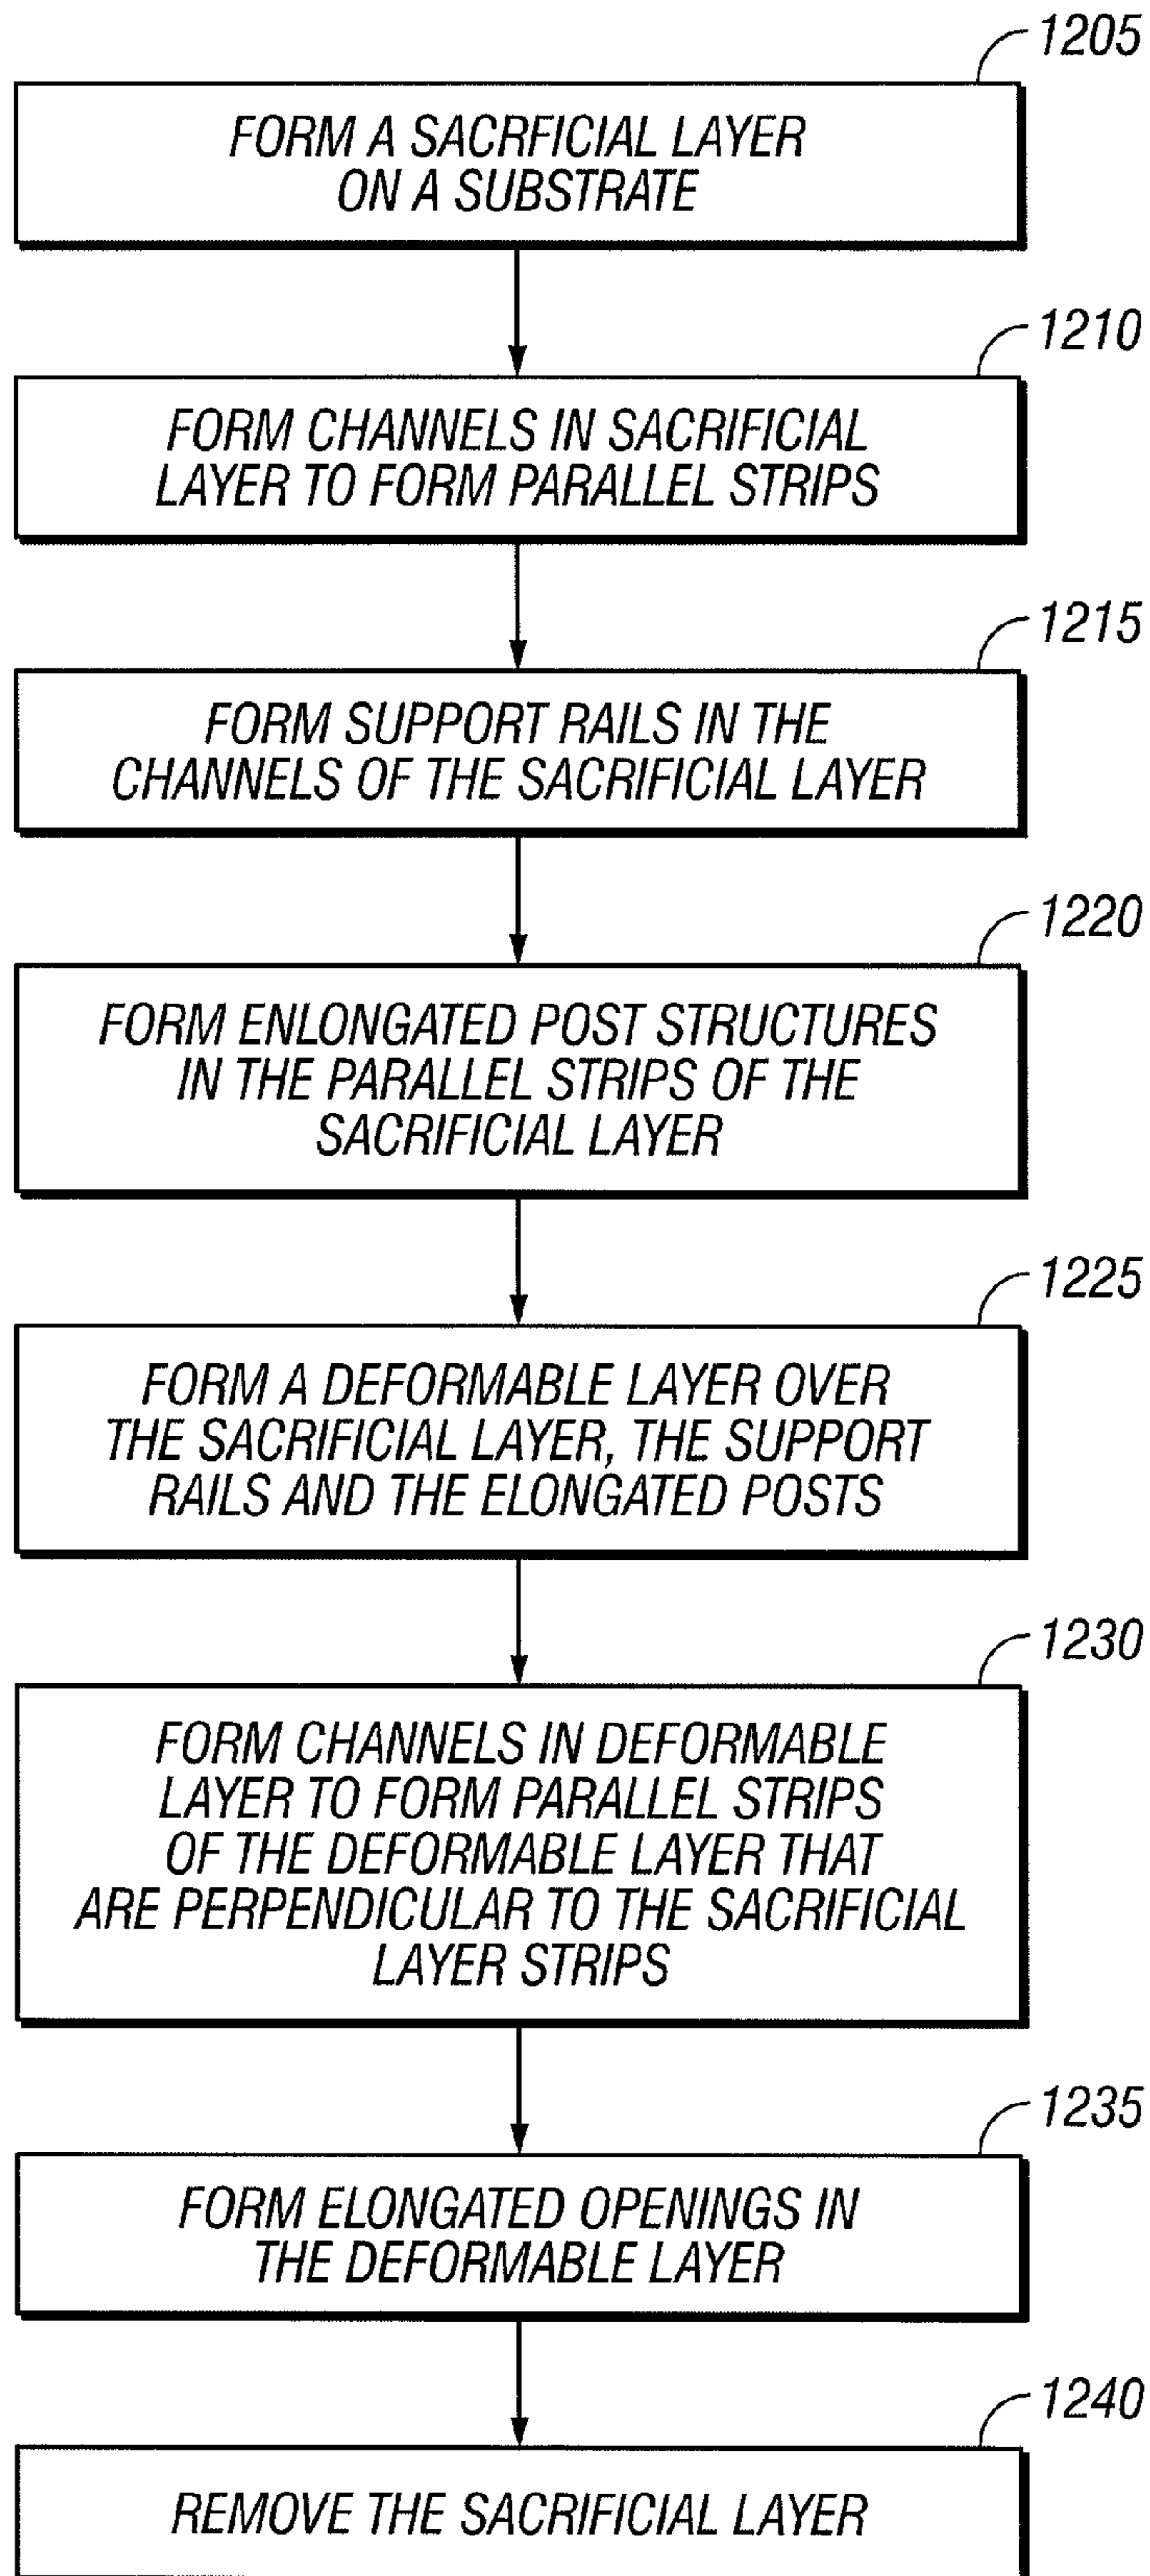 1205
FORM A SACRFICIAL LAYER
ON A SUBSTRATE
1210
FORM CHANNELS IN SACRIFICIAL
LAYER TO FORM PARALLEL STRIPS
1215
FORM SUPPORT RAILS IN THE
CHANNELS OF THE SACRIFICIAL LAYER
1220
FORM ENLONGATED POST STRUCTURES
IN THE PARALLEL STRIPS OF THE
SACRIFICIAL LAYER
1225
FORM A DEFORMABLE LAYER OVER
THE SACRIFICIAL LAYER, THE SUPPORT
RAILS AND THE ELONGATED POSTS
1230
FORM CHANNELS IN DEFORMABLE
LAYER TO FORM PARALLEL STRIPS
OF THE DEFORMABLE LAYER THAT
ARE PERPENDICULAR TO THE SACRIFICIAL
LAYER STRIPS
1235
FORM ELONGATED OPENINGS IN
THE DEFORMABLE LAYER
1240
REMOVE THE SACRIFICIAL LAYER